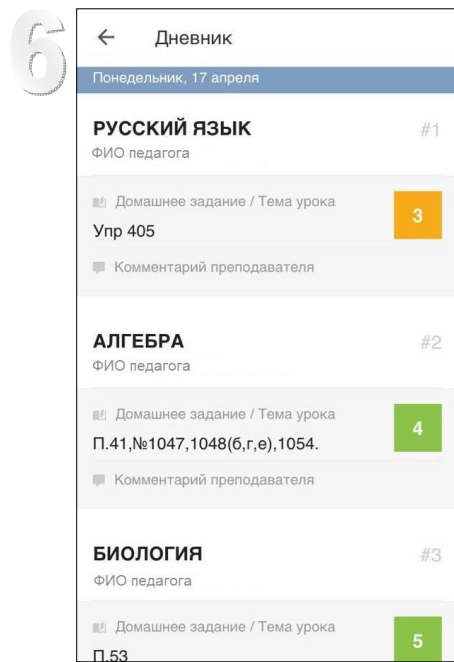 6
← Дневник
Понедельник, 17 апреля
РУССКИЙ ЯЗЫК #1
ФИО педагога
Домашнее задание / Тема урока
3
Упр 405
Комментарий преподавателя
АЛГЕБРА #2
ФИО педагога
Домашнее задание / Тема урока
4
П.41,№1047,1048(б,г,е),1054.
Комментарий преподавателя
БИОЛОГИЯ #3
ФИО педагога
Домашнее задание / Тема урока
5
П.53